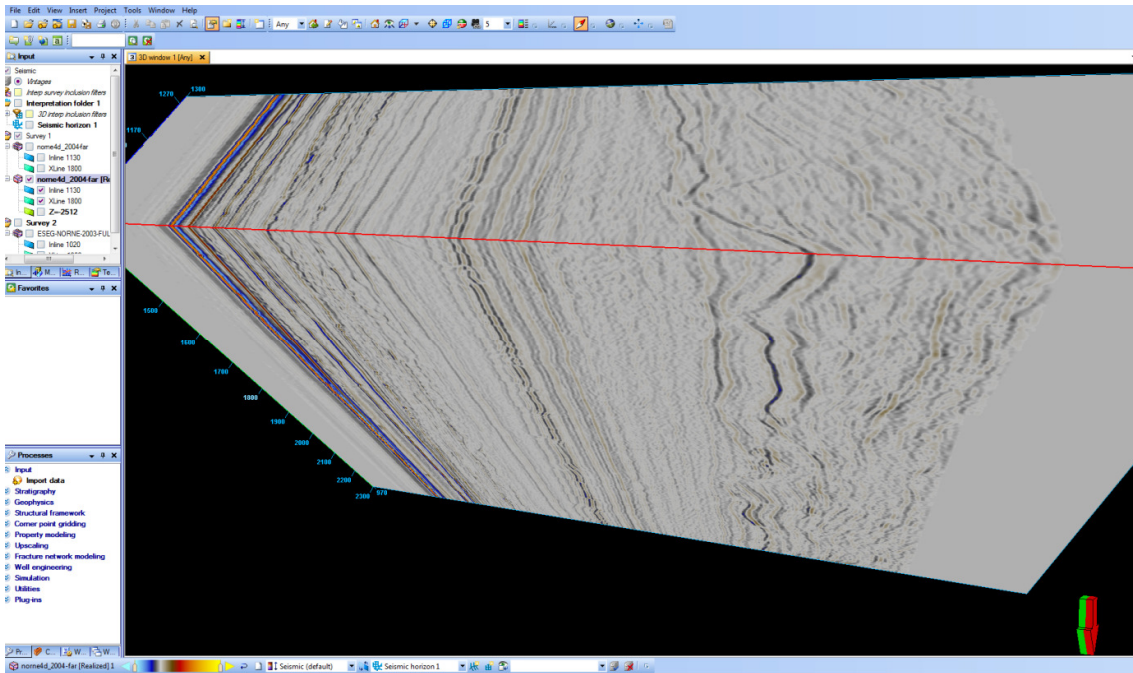 File Edit View Insert Project Tools Window Help
Any
5
Input
3D window 1 [Any]
Seismic
Vintages
Interp survey inclusion filters
Interpretation folder 1
3D interp inclusion filters
Seismic horizon 1
Survey 1
norne4d_2004-far
Inline 1130
XLine 1800
norne4d_2004-far [Re
Inline 1130
XLine 1800
Z=-2512
Survey 2
ESEG-NORNE-2003-FUL
Inline 1020
In... M... R... Te...
Favorites
Processes
Input
Import data
Stratigraphy
Geophysics
Structural framework
Corner point gridding
Property modeling
Upscaling
Fracture network modeling
Well engineering
Simulation
Utilities
Plug-ins
Pr... C... W... W...
1300
1270
1170
1500
1600
1700
1800
1900
2000
2100
2200
2300 970
norne4d_2004-far [Realized] 1
Seismic (default)
Seismic horizon 1